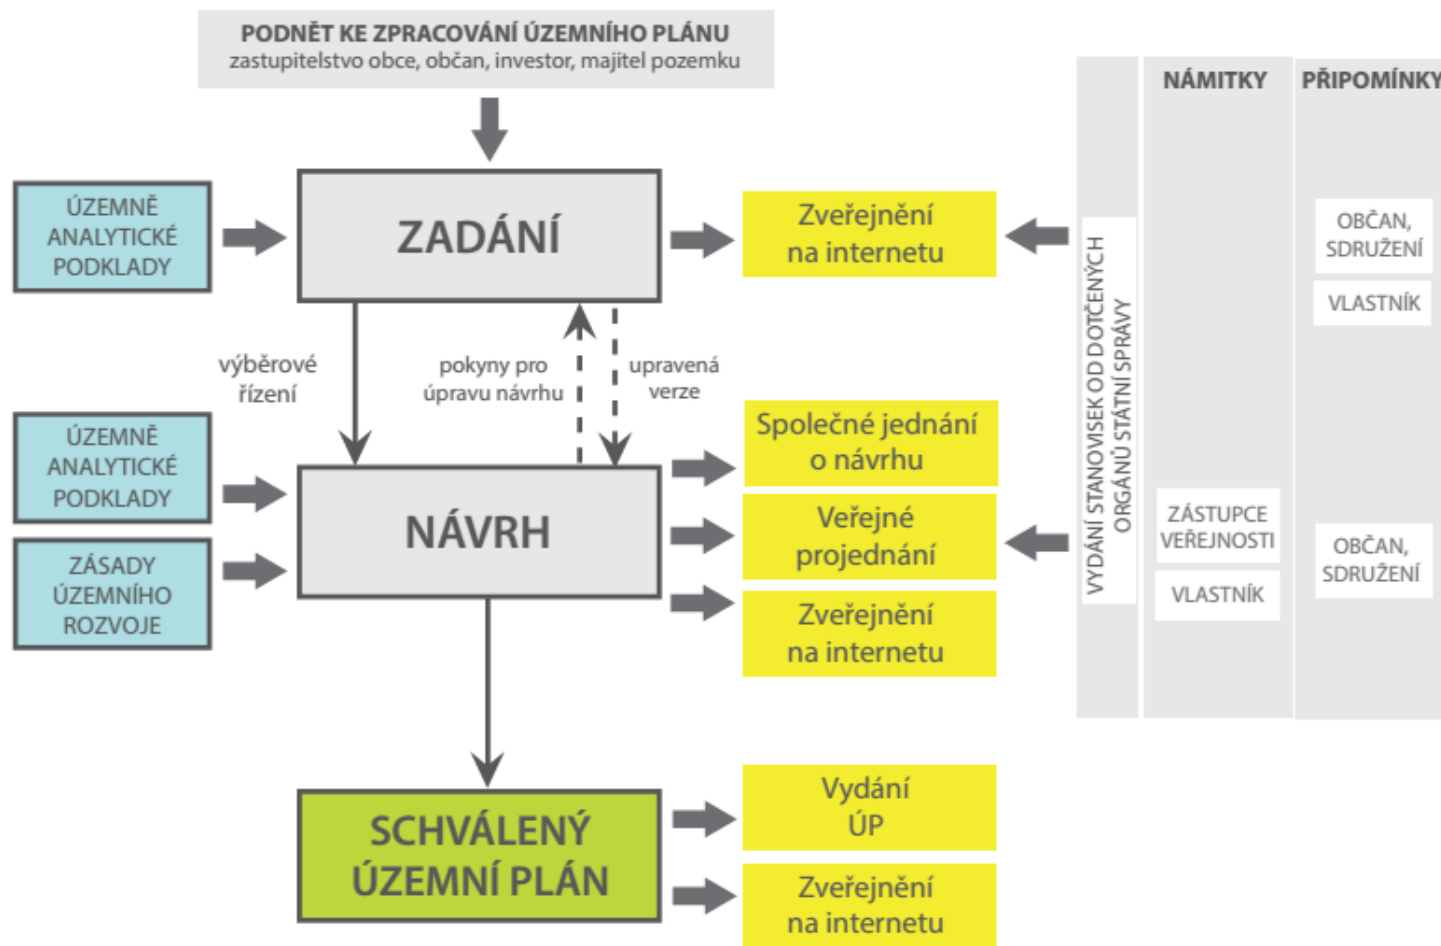 PODNĚT KE ZPRACOVÁNÍ ÚZEMNÍHO PLÁNU
zastupitelstvo obce, občan, investor, majitel pozemku
NÁMITKY
PŘIPOMÍNKY
ÚZEMNĚ
ANALYTICKÉ
PODKLADY
ZADÁNÍ
Zveřejnění
na internetu
OBČAN,
SDRUŽENÍ
VLASTNÍK
výběrové
řízení
pokyny pro
úpravu návrhu
upravená
verze
VYDÁNÍ STANOVISEK OD DOTČENÝCH
ORGÁNŮ STÁTNÍ SPRÁVY
ÚZEMNĚ
ANALYTICKÉ
PODKLADY
ZÁSADY
ÚZEMNÍHO
ROZVOJE
NÁVRH
Společné jednání
o návrhu
Veřejné
projednání
Zveřejnění
na internetu
ZÁSTUPCE
VEŘEJNOSTI
VLASTNÍK
OBČAN,
SDRUŽENÍ
SCHVÁLENÝ
ÚZEMNÍ PLÁN
Vydání
ÚP
Zveřejnění
na internetu